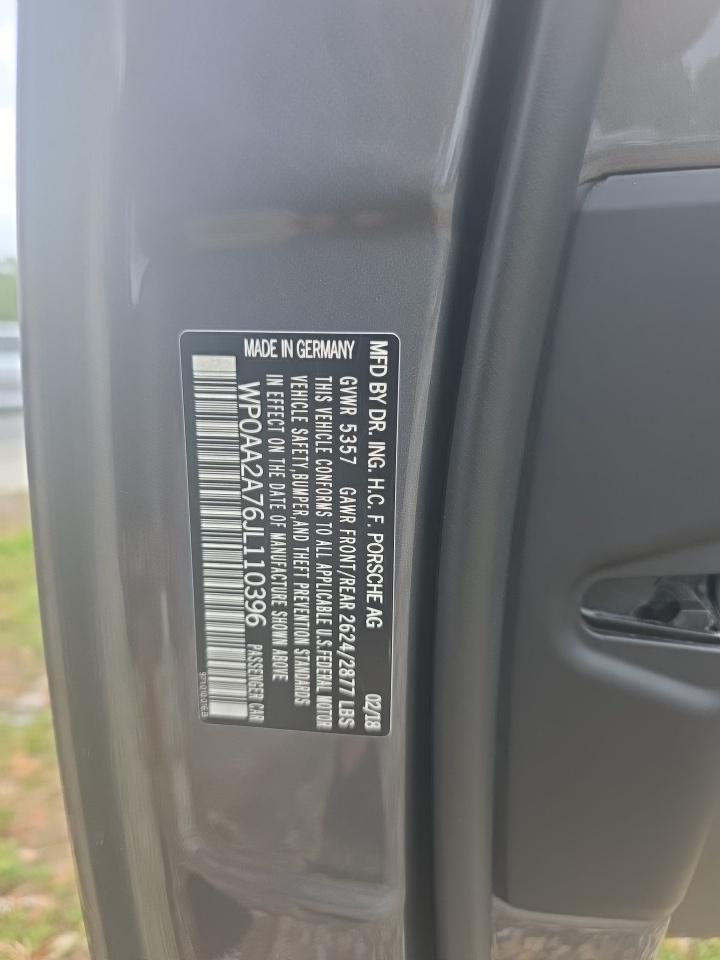 MFD BY DR. ING. H.C. F. PORSCHE AG 02/18
GVWR 5357 GAWR FRONT/REAR 2624/2877 LBS
THIS VEHICLE CONFORMS TO ALL APPLICABLE U.S.FEDERAL MOTOR
VEHICLE SAFETY, BUMPER, AND THEFT PREVENTION STANDARDS
IN EFFECT ON THE DATE OF MANUFACTURE SHOWN ABOVE
MADE IN GERMANY
WP0AA2A76JL110396 PASSENGER CAR